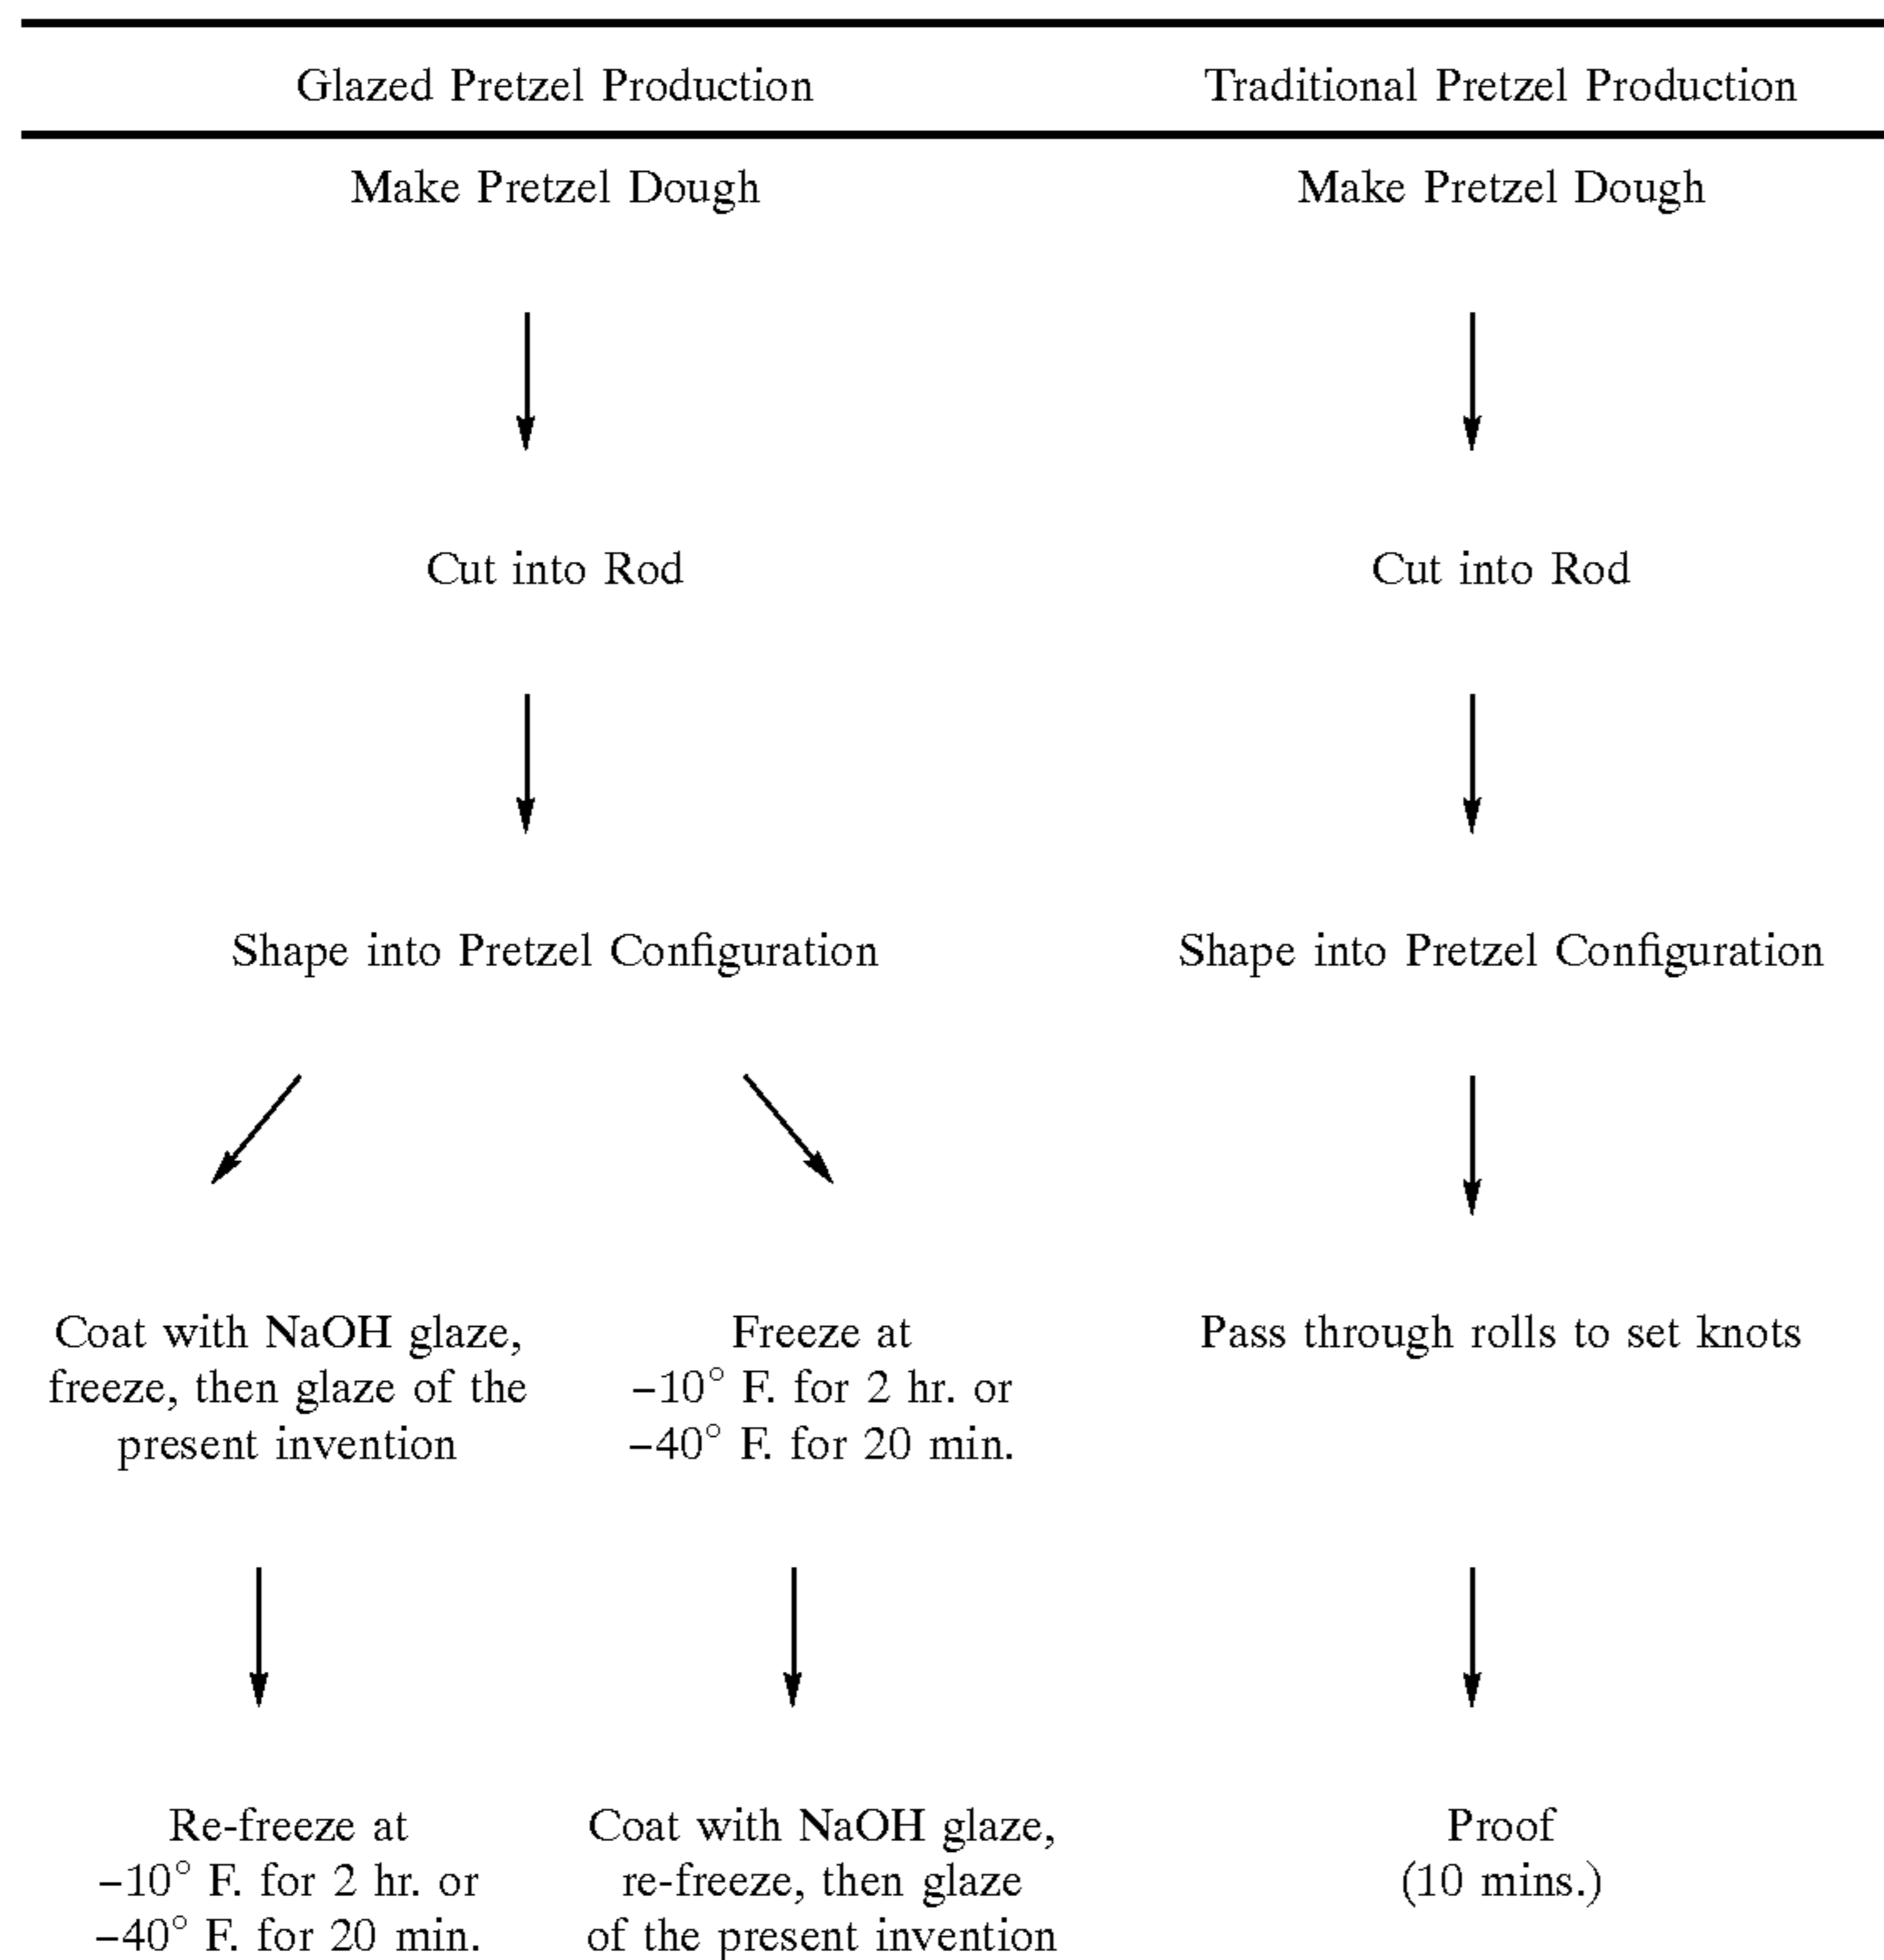 Glazed Pretzel Production
Traditional Pretzel Production
Make Pretzel Dough
Make Pretzel Dough
Cut into Rod
Cut into Rod
Shape into Pretzel Configuration
Shape into Pretzel Configuration
Coat with NaOH glaze,
freeze, then glaze of the
present invention
Freeze at
−10° F. for 2 hr. or
−40° F. for 20 min.
Pass through rolls to set knots
Re-freeze at
−10° F. for 2 hr. or
−40° F. for 20 min.
Coat with NaOH glaze,
re-freeze, then glaze
of the present invention
Proof
(10 mins.)